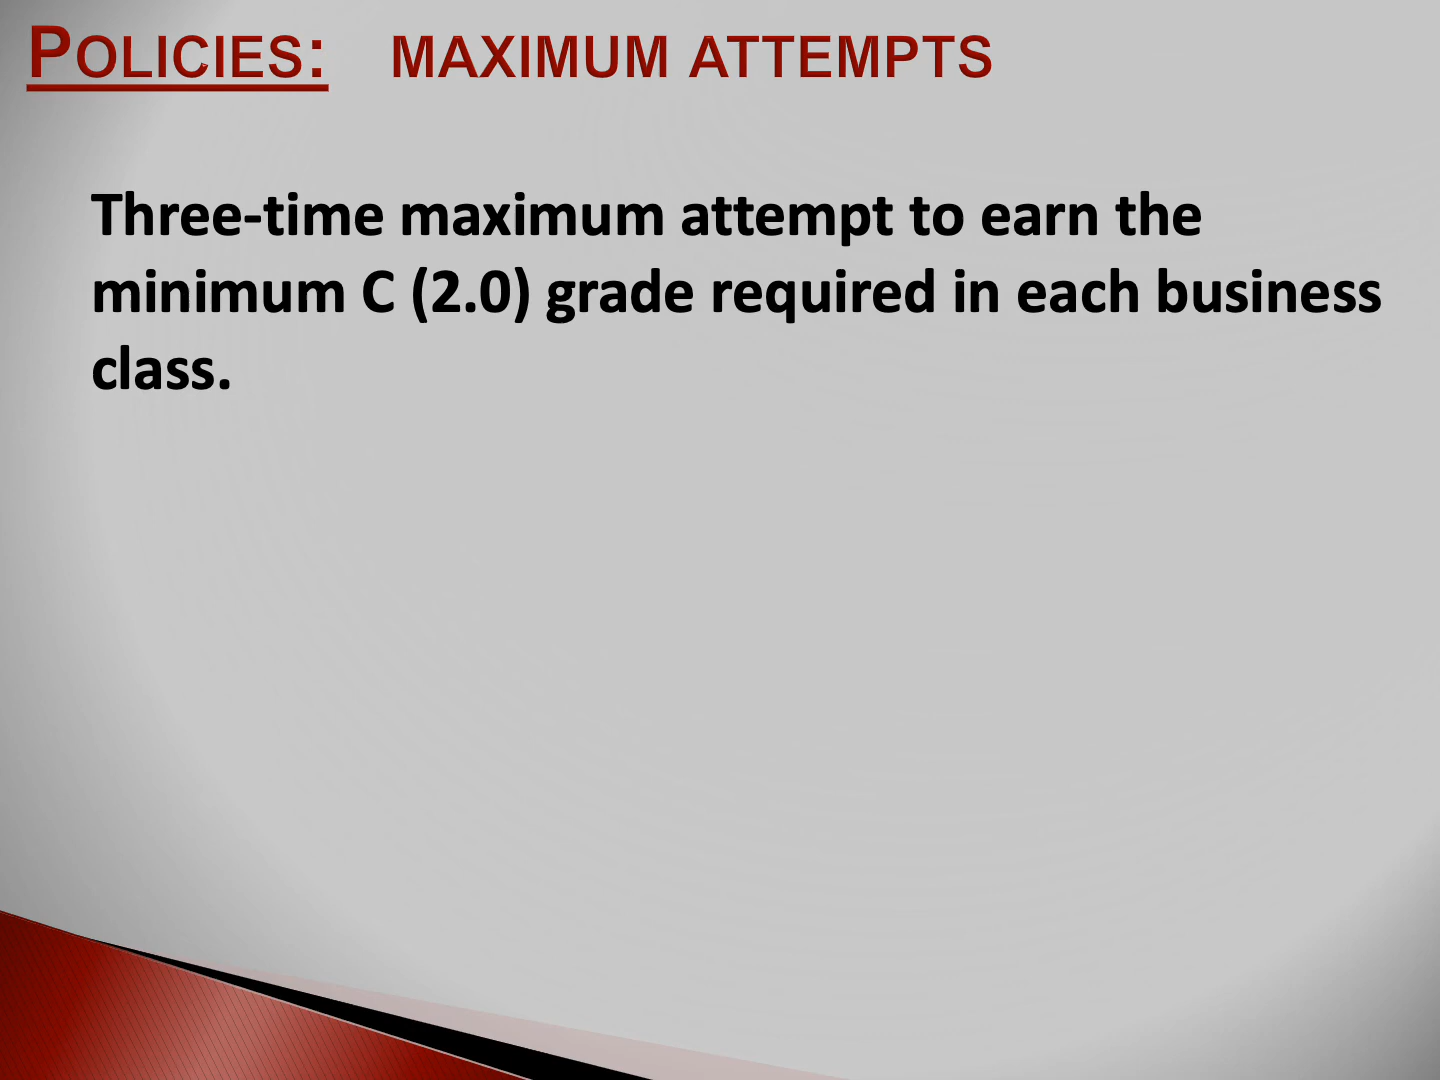 POLICIES: MAXIMUM ATTEMPTS
Three-time maximum attempt to earn the
minimum C (2.0) grade required in each business
class.